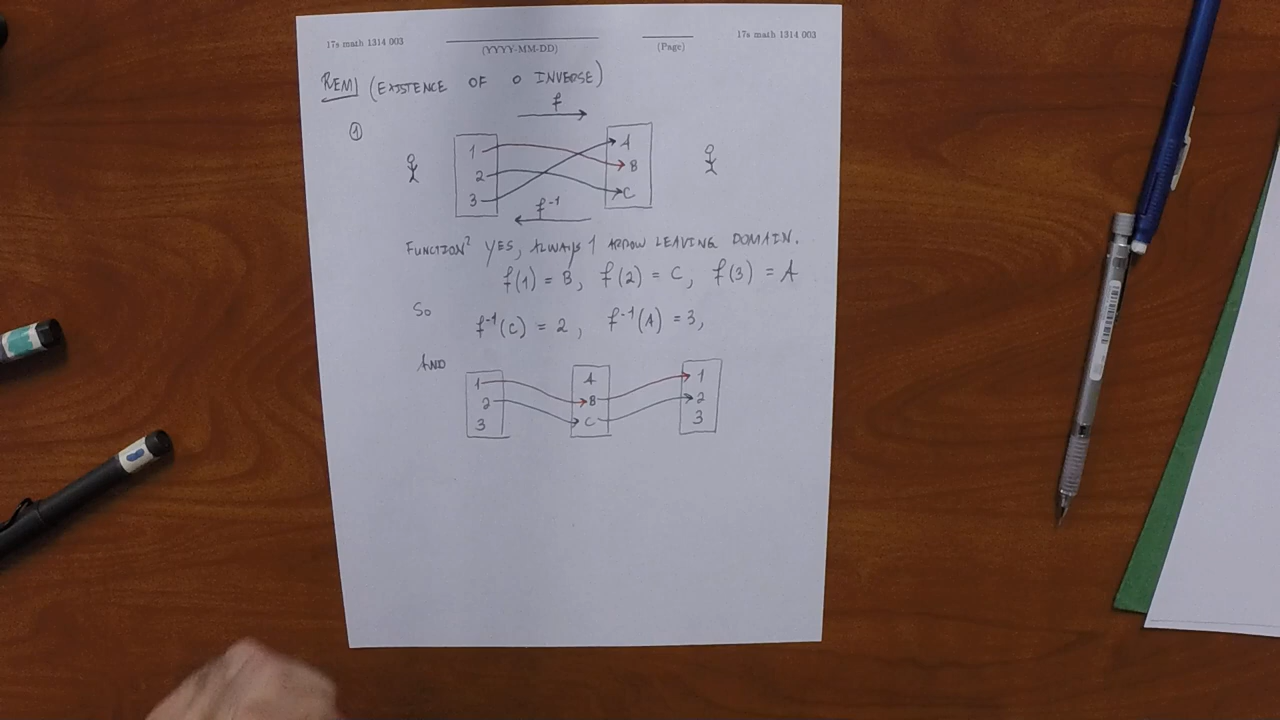 17s math 1314 003 (YYYY-MM-DD) (Page) 17s math 1314 003
REM (EXISTENCE OF O INVERSE)
f
①
1 A
2 B
3 C
f⁻¹
FUNCTION? YES, ALWAYS 1 ARROW LEAVING DOMAIN.
f(1) = B, f(2) = C, f(3) = A
SO
f⁻¹(C) = 2, f⁻¹(A) = 3,
AND
1 A 1
2 B 2
3 C 3